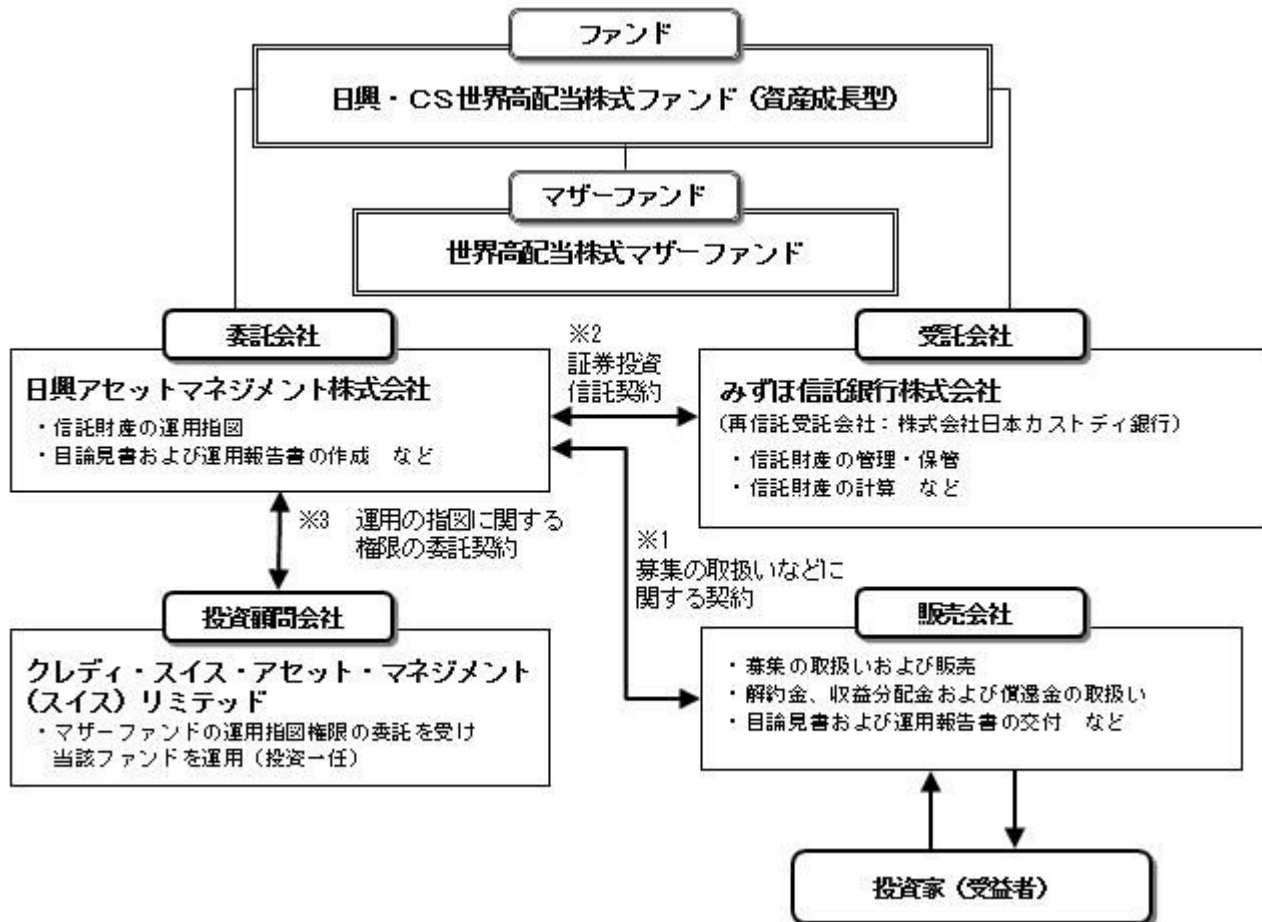 ファンド
日興・CS世界高配当株式ファンド（資産成長型）
マザーファンド
世界高配当株式マザーファンド
委託会社
日興アセットマネジメント株式会社
・信託財産の運用指図
・目論見書および運用報告書の作成　など
※2
証券投資
信託契約
受託会社
みずほ信託銀行株式会社
（再信託受託会社：株式会社日本カストディ銀行）
・信託財産の管理・保管
・信託財産の計算　など
※3　運用の指図に関する
権限の委託契約
※1
募集の取扱いなどに
関する契約
投資顧問会社
クレディ・スイス・アセット・マネジメント
（スイス）リミテッド
・マザーファンドの運用指図権限の委託を受け
当該ファンドを運用（投資一任）
販売会社
・募集の取扱いおよび販売
・解約金、収益分配金および償還金の取扱い
・目論見書および運用報告書の交付　など
投資家（受益者）